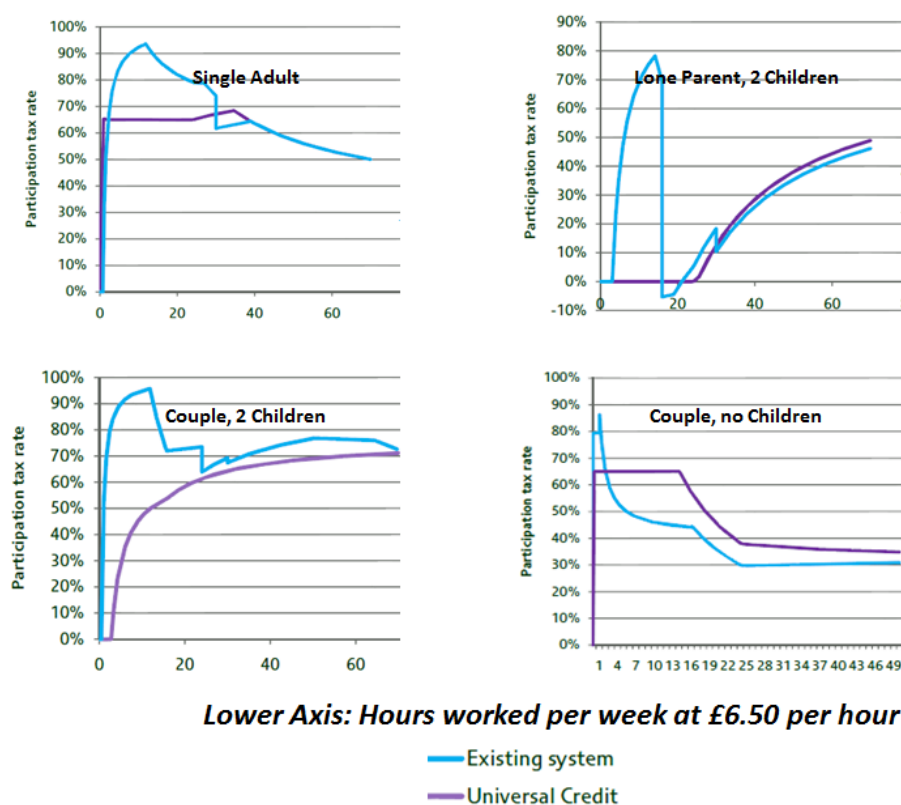 Participation tax rate
100%
90%
80%
70%
60%
50%
40%
30%
20%
10%
0%
Single Adult
0 20 40 60
Participation tax rate
90%
80%
70%
60%
50%
40%
30%
20%
10%
0%
-10%
Lone Parent, 2 Children
0 20 40 60 80
Participation tax rate
100%
90%
80%
70%
60%
50%
40%
30%
20%
10%
0%
Couple, 2 Children
0 20 40 60
Participation tax rate
100%
90%
80%
70%
60%
50%
40%
30%
20%
10%
0%
Couple, no Children
1 4 7 10 13 16 19 22 25 28 31 34 37 40 43 46 49
Lower Axis: Hours worked per week at £6.50 per hour
Existing system
Universal Credit